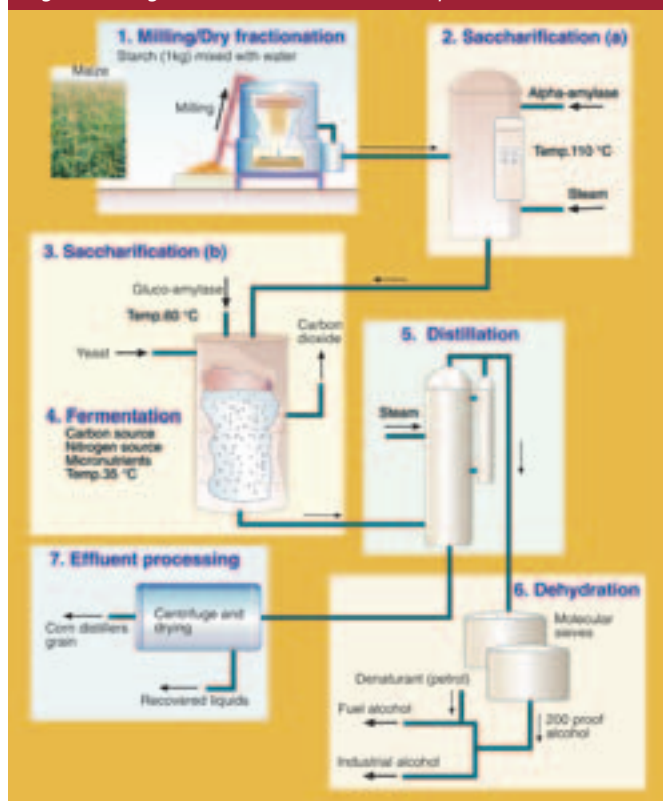 1. Milling/Dry fractionation
Starch (1kg) mixed with water
Maize
Milling
2. Saccharification (a)
Alpha-amylase
Temp.110 °C
Steam
3. Saccharification (b)
Gluco-amylase
Temp.60 °C
Yeast
Carbon
dioxide
4. Fermentation
Carbon source
Nitrogen source
Micronutrients
Temp.35 °C
5. Distillation
Steam
6. Dehydration
Molecular
sieves
Denaturant (petrol)
Fuel alcohol
200 proof
alcohol
Industrial alcohol
7. Effluent processing
Centrifuge and
drying
Corn distillers
grain
Recovered liquids